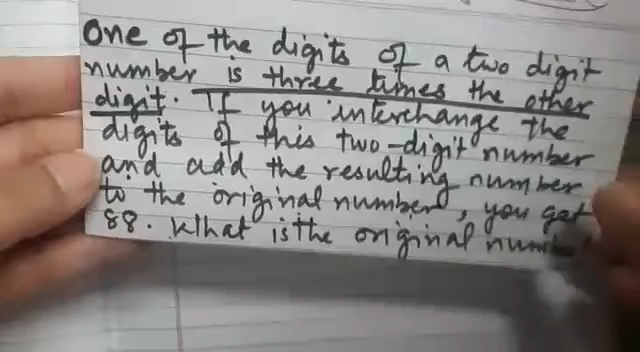 One of the digits of a two digit
number is three times the other
digit. If you interchange the
digits of this two-digit number
and add the resulting number
to the original number, you get
88. What is the original